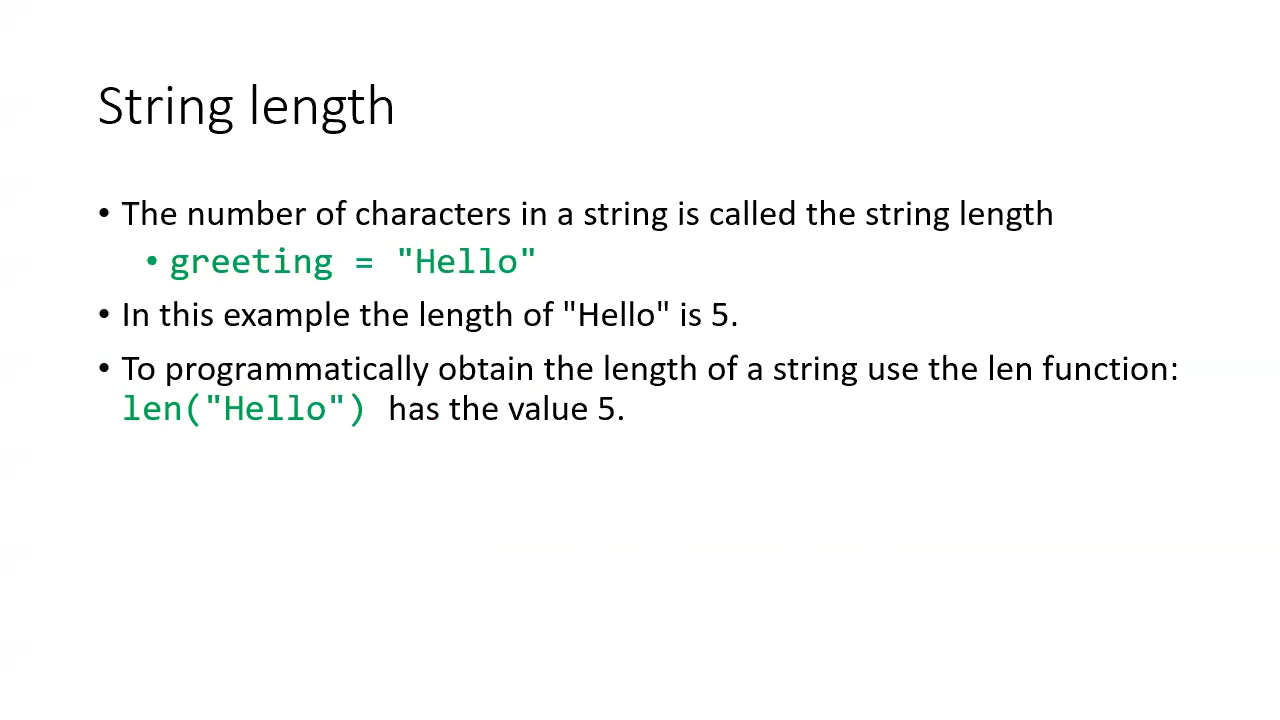 String length
• The number of characters in a string is called the string length
• greeting = "Hello"
• In this example the length of "Hello" is 5.
• To programmatically obtain the length of a string use the len function:
len("Hello") has the value 5.